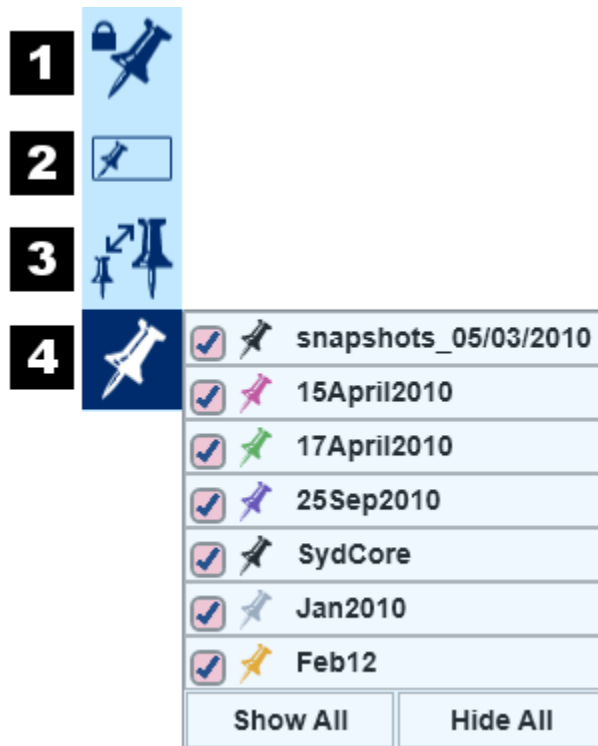 1
2
3
4
snapshots_05/03/2010
15April2010
17April2010
25Sep2010
SydCore
Jan2010
Feb12
Show All Hide All